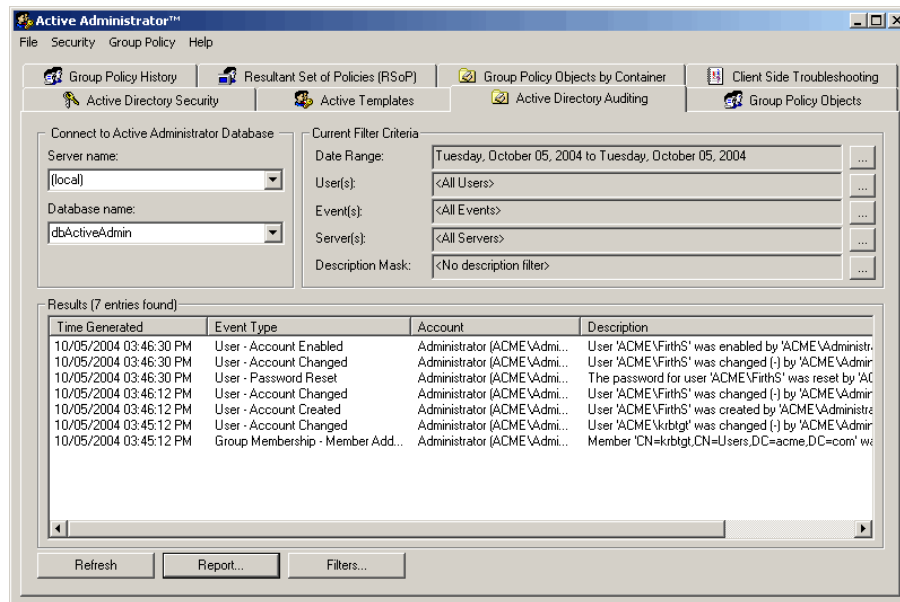 Active Administrator™
File Security Group Policy Help
Group Policy History Resultant Set of Policies (RSoP) Group Policy Objects by Container Client Side Troubleshooting
Active Directory Security Active Templates Active Directory Auditing Group Policy Objects
Connect to Active Administrator Database
Server name:
(local)
Database name:
dbActiveAdmin
Current Filter Criteria
Date Range: Tuesday, October 05, 2004 to Tuesday, October 05, 2004 ...
User(s): <All Users> ...
Event(s): <All Events> ...
Server(s): <All Servers> ...
Description Mask: <No description filter> ...
Results (7 entries found)
Time Generated Event Type Account Description
10/05/2004 03:46:30 PM User - Account Enabled Administrator (ACME\Admi... User 'ACME\FirthS' was enabled by 'ACME\Administr
10/05/2004 03:46:30 PM User - Account Changed Administrator (ACME\Admi... User 'ACME\FirthS' was changed (-) by 'ACME\Admir
10/05/2004 03:46:30 PM User - Password Reset Administrator (ACME\Admi... The password for user 'ACME\FirthS' was reset by 'AC
10/05/2004 03:46:12 PM User - Account Changed Administrator (ACME\Admi... User 'ACME\FirthS' was changed (-) by 'ACME\Admir
10/05/2004 03:46:12 PM User - Account Created Administrator (ACME\Admi... User 'ACME\FirthS' was created by 'ACME\Administra
10/05/2004 03:45:12 PM User - Account Changed Administrator (ACME\Admi... User 'ACME\krbtgt' was changed (-) by 'ACME\Admir
10/05/2004 03:45:12 PM Group Membership - Member Add... Administrator (ACME\Admi... Member 'CN=krbtgt,CN=Users,DC=acme,DC=com' wa
Refresh Report... Filters...